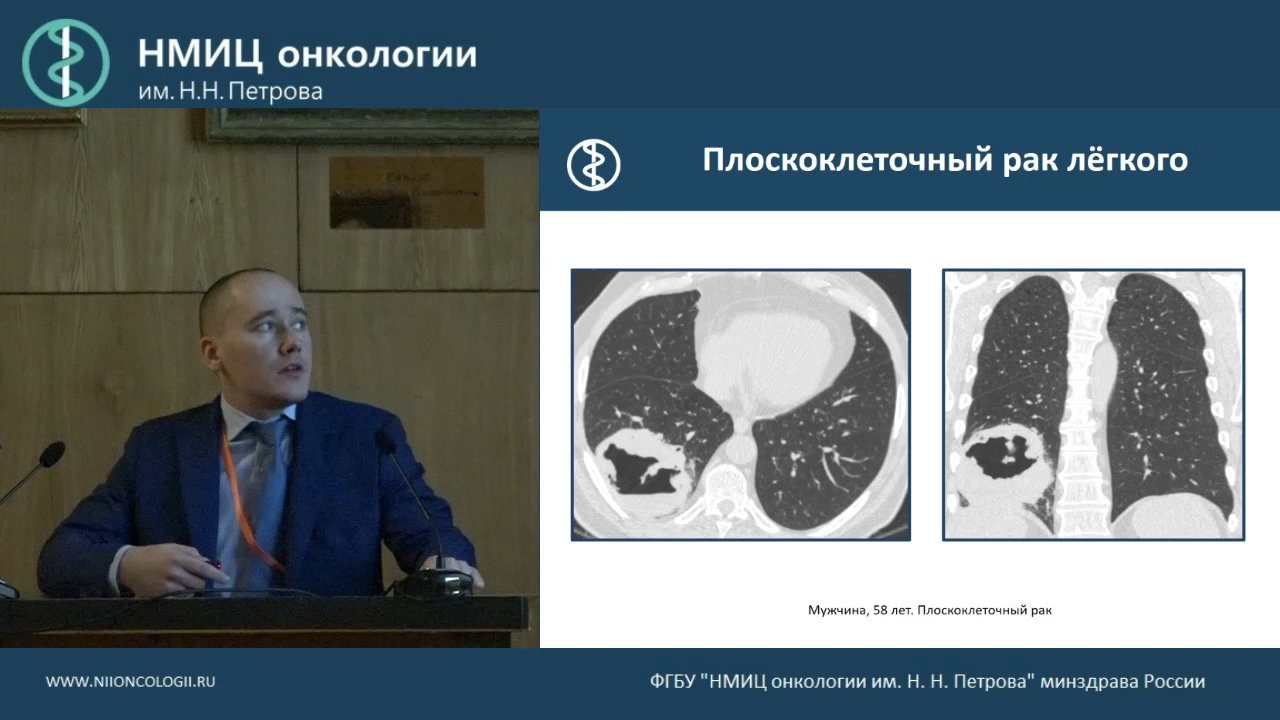 НМИЦ онкологии
им. Н.Н. Петрова
Плоскоклеточный рак лёгкого
Мужчина, 58 лет. Плоскоклеточный рак
WWW.NIIONCOLOGII.RU
ФГБУ "НМИЦ онкологии им. Н. Н. Петрова" минздрава России